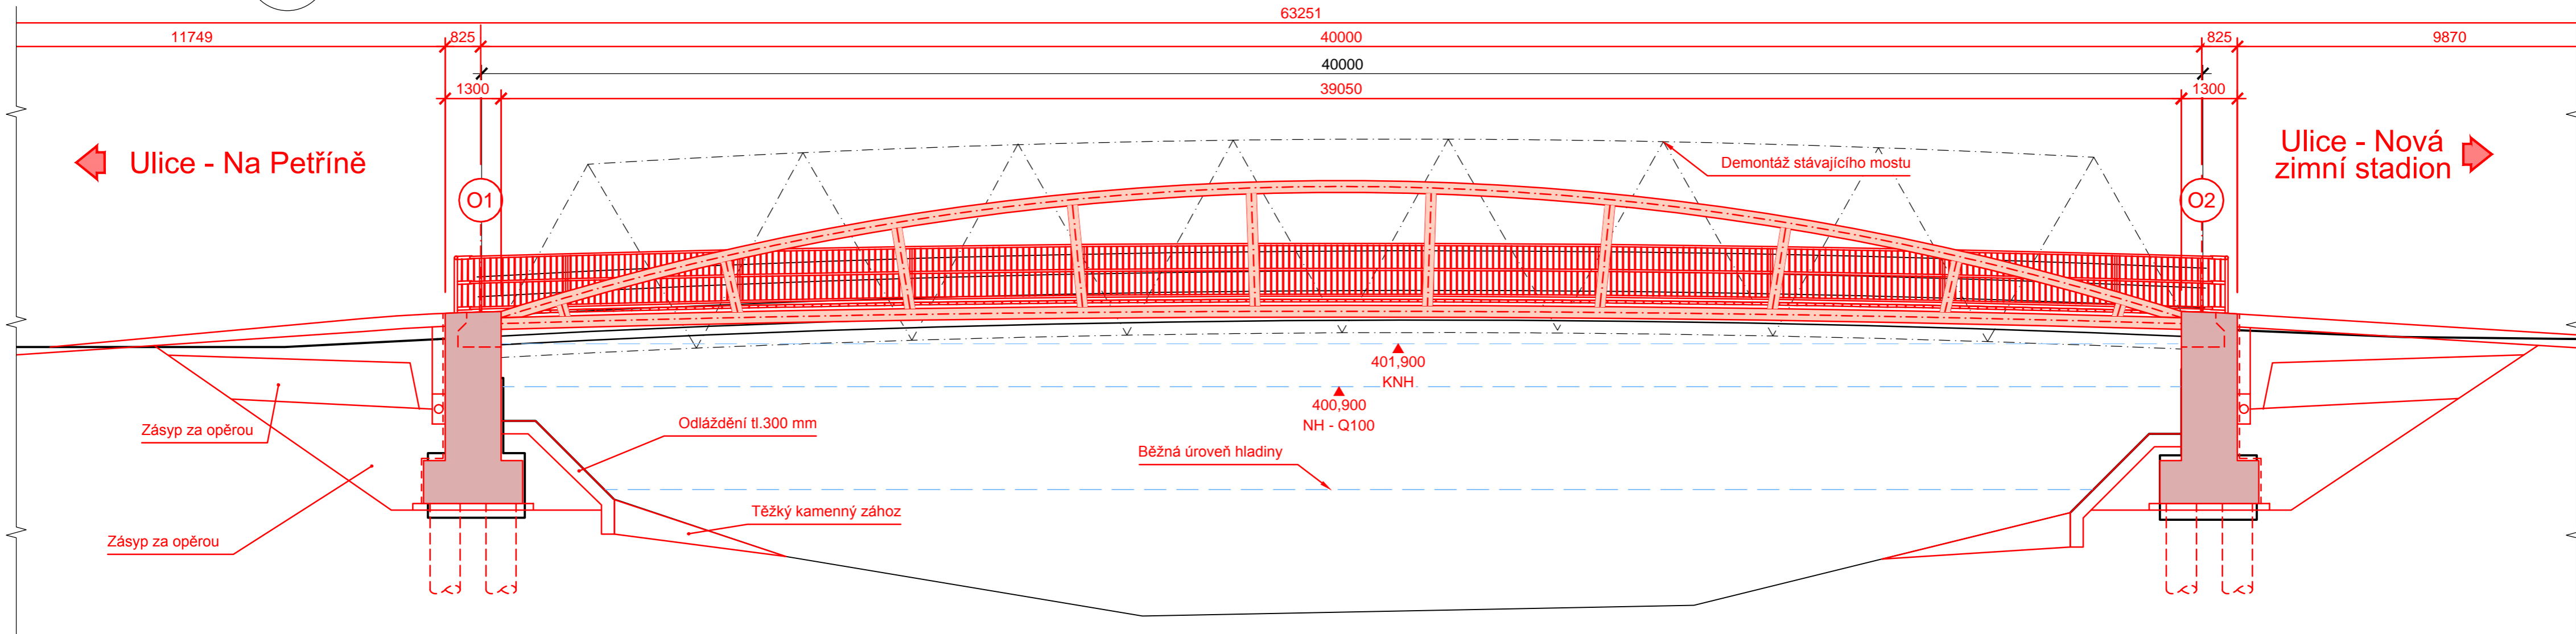 63251
11749
825
40000
825
9870
40000
1300
39050
1300
Ulice - Na Petříně
Demontáž stávajícího mostu
Ulice - Nová
zimní stadion
O1
O2
401,900
KNH
400,900
NH - Q100
Zásyp za opěrou
Odláždění tl.300 mm
Běžná úroveň hladiny
Těžký kamenný zához
Zásyp za opěrou